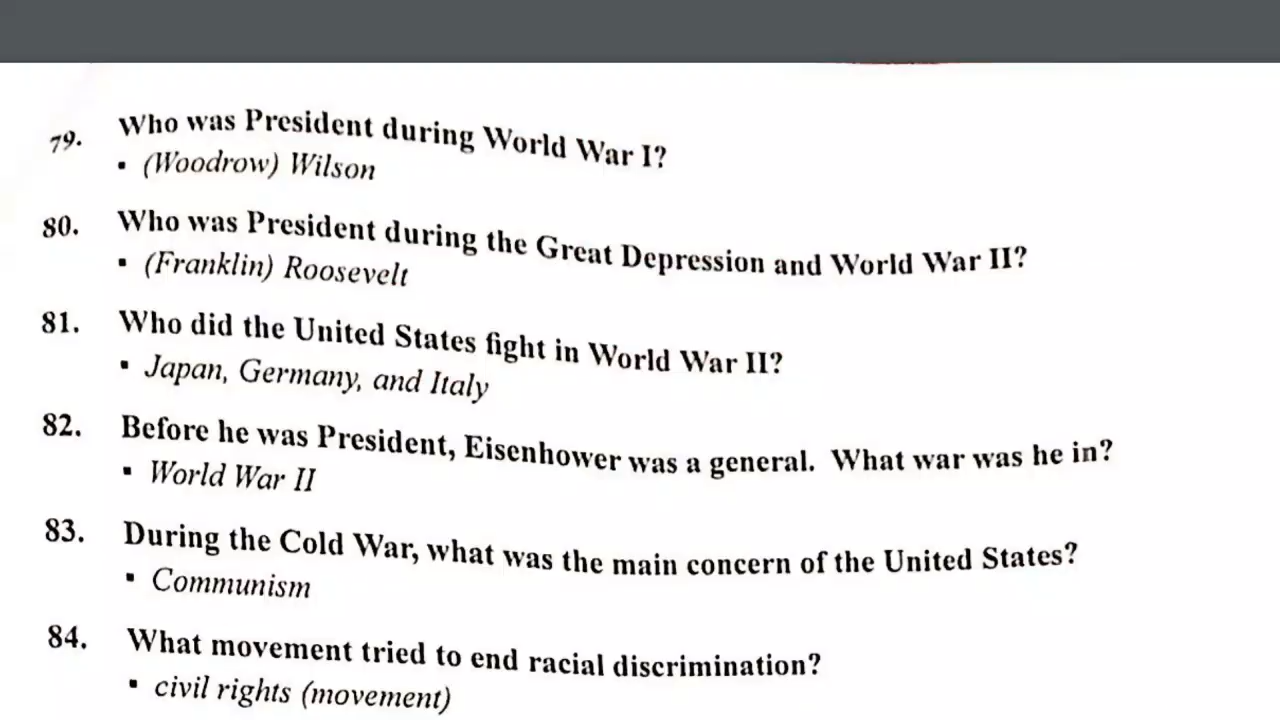 79. Who was President during World War I?
▪ (Woodrow) Wilson
80. Who was President during the Great Depression and World War II?
▪ (Franklin) Roosevelt
81. Who did the United States fight in World War II?
▪ Japan, Germany, and Italy
82. Before he was President, Eisenhower was a general. What war was he in?
▪ World War II
83. During the Cold War, what was the main concern of the United States?
▪ Communism
84. What movement tried to end racial discrimination?
▪ civil rights (movement)